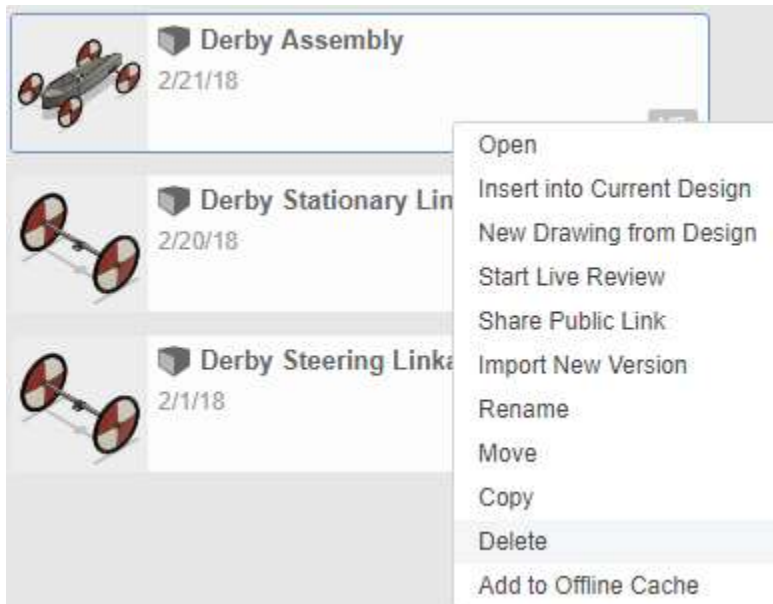 Derby Assembly
2/21/18
Derby Stationary Lin
2/20/18
Derby Steering Linka
2/1/18
Open
Insert into Current Design
New Drawing from Design
Start Live Review
Share Public Link
Import New Version
Rename
Move
Copy
Delete
Add to Offline Cache